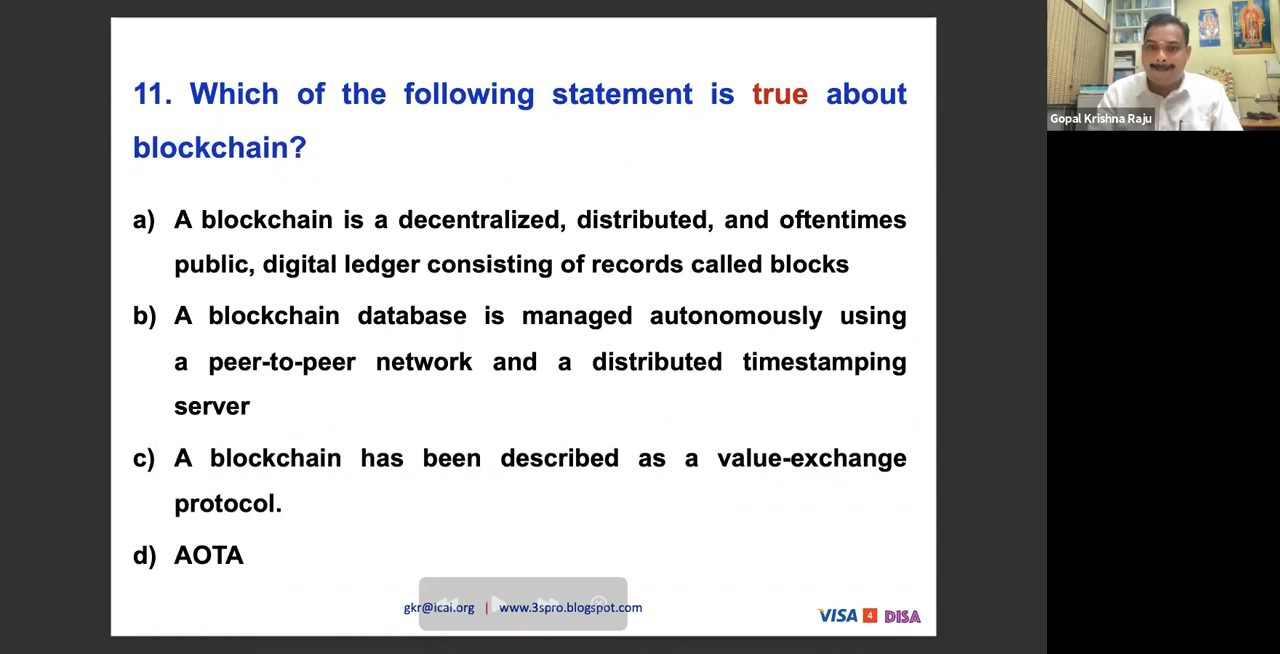 11. Which of the following statement is true about
blockchain?
a) A blockchain is a decentralized, distributed, and oftentimes
public, digital ledger consisting of records called blocks
b) A blockchain database is managed autonomously using
a peer-to-peer network and a distributed timestamping
server
c) A blockchain has been described as a value-exchange
protocol.
d) AOTA
gkr@icai.org | www.3spro.blogspot.com
VISA 4 DISA
Gopal Krishna Raju